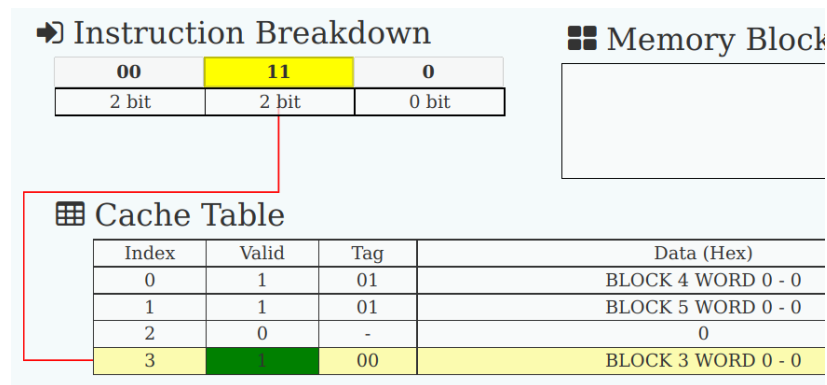 Instruction Breakdown
00 11 0
2 bit 2 bit 0 bit
Memory Block
Cache Table
Index Valid Tag Data (Hex)
0 1 01 BLOCK 4 WORD 0 - 0
1 1 01 BLOCK 5 WORD 0 - 0
2 0 - 0
3 1 00 BLOCK 3 WORD 0 - 0